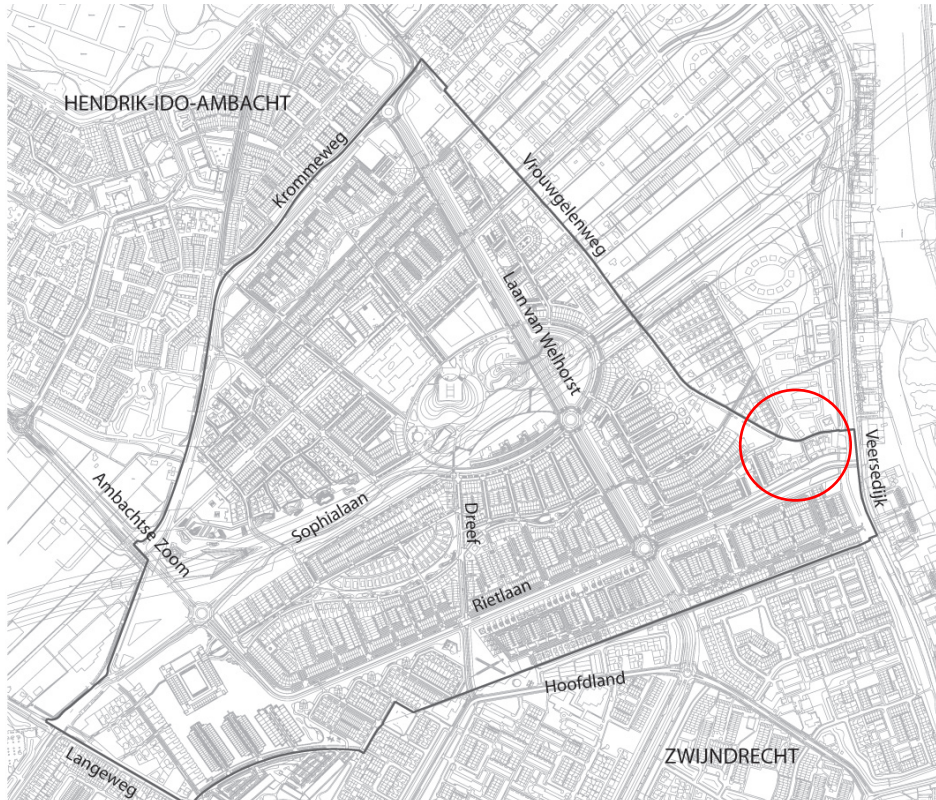 HENDRIK-IDO-AMBACHT
Krommeweg
Vrouwgelenweg
Laan van Welhorst
Veersedijk
Ambachtse Zoom
Sophialaan
Dreef
Rietlaan
Hoofdland
ZWIJNDRECHT
Langeweg